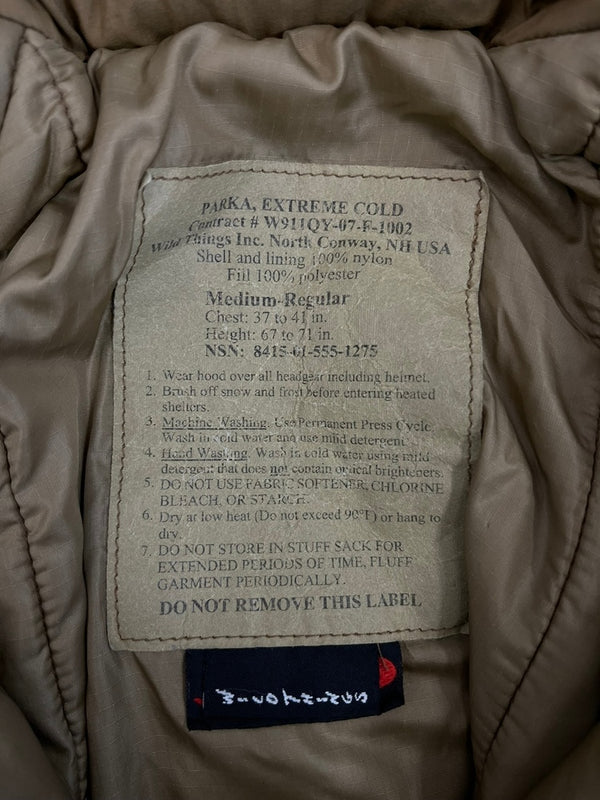 PARKA, EXTREME COLD
Contract # W911QY-07-F-1002
Wild Things Inc. North Conway, NH USA
Shell and lining 100% nylon
Fill 100% polyester
Medium-Regular
Chest: 37 to 41 in.
Height: 67 to 71 in.
NSN: 8415-01-555-1275
1. Wear hood over all headgear including helmet.
2. Brush off snow and frost before entering heated
shelters.
3. Machine Washing. Use Permanent Press Cycle.
Wash in cold water and use mild detergent
4. Hand Washing. Wash in cold water using mild
detergent that does not contain optical brighteners.
5. DO NOT USE FABRIC SOFTENER, CHLORINE
BLEACH, OR STARCH.
6. Dry at low heat (Do not exceed 90°F) or hang to
dry.
7. DO NOT STORE IN STUFF SACK FOR
EXTENDED PERIODS OF TIME, FLUFF
GARMENT PERIODICALLY.
DO NOT REMOVE THIS LABEL
WILDTHINGS